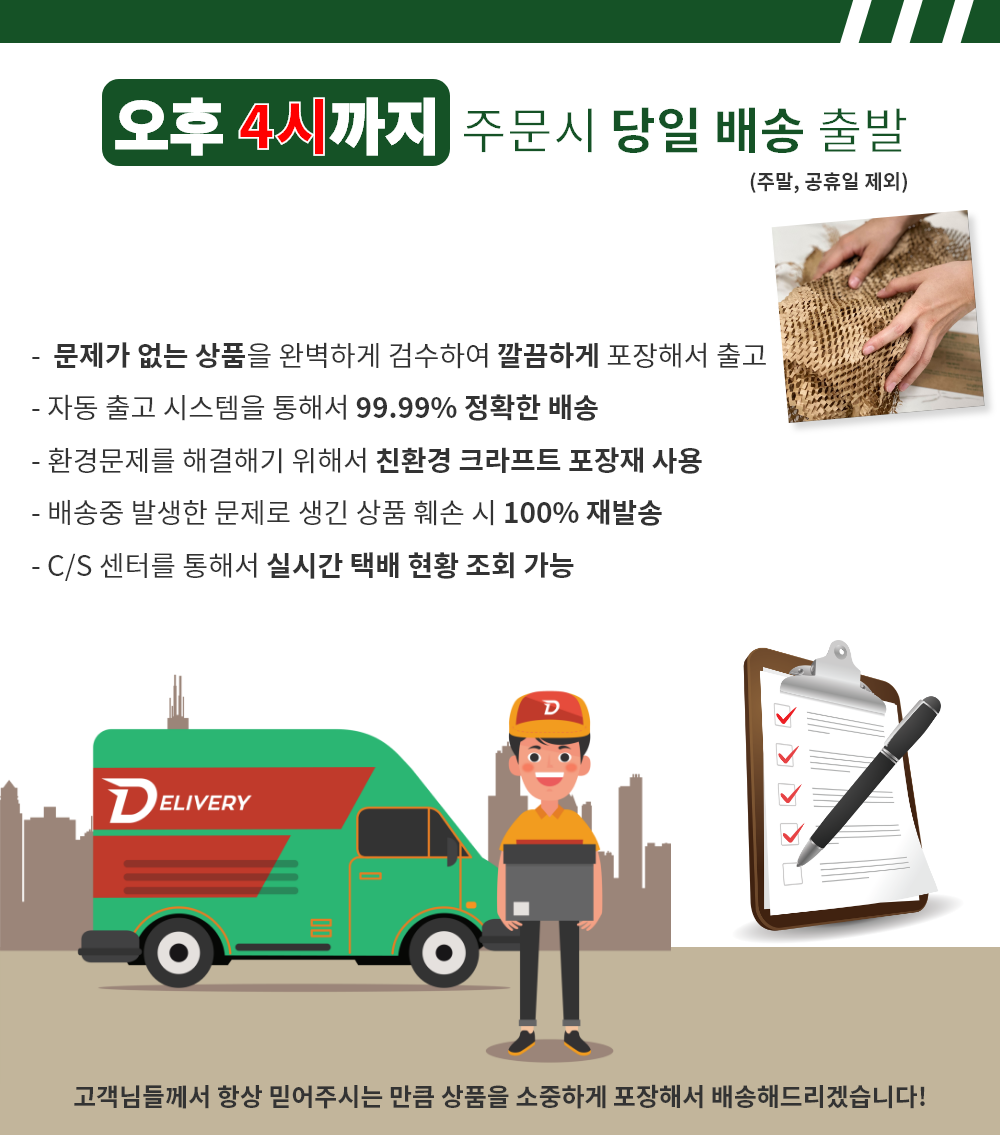 오후 4시까지 주문시 당일 배송 출발
(주말, 공휴일 제외)
- 문제가 없는 상품을 완벽하게 검수하여 깔끔하게 포장해서 출고
- 자동 출고 시스템을 통해서 99.99% 정확한 배송
- 환경문제를 해결해기 위해서 친환경 크라프트 포장재 사용
- 배송중 발생한 문제로 생긴 상품 훼손 시 100% 재발송
- C/S 센터를 통해서 실시간 택배 현황 조회 가능
D
DELIVERY
고객님들께서 항상 믿어주시는 만큼 상품을 소중하게 포장해서 배송해드리겠습니다!